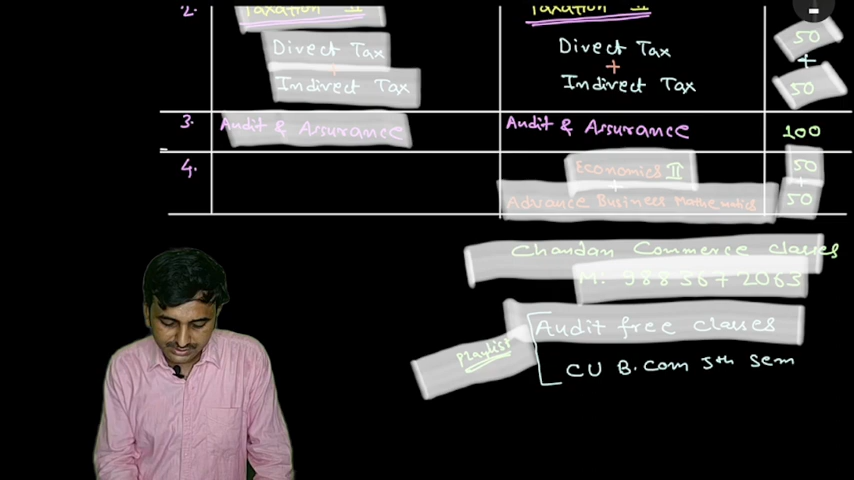 2. Taxation II Taxation II 50
Direct Tax Direct Tax +
+ +
Indirect Tax Indirect Tax 50
3. Audit & Assurance Audit & Assurance 100
4. Economics II 50
+ +
Advance Business Mathematics 50
Chandan Commerce classes
M: 988367 2063
Playlist Audit free classes
CU B.Com 5th Sem